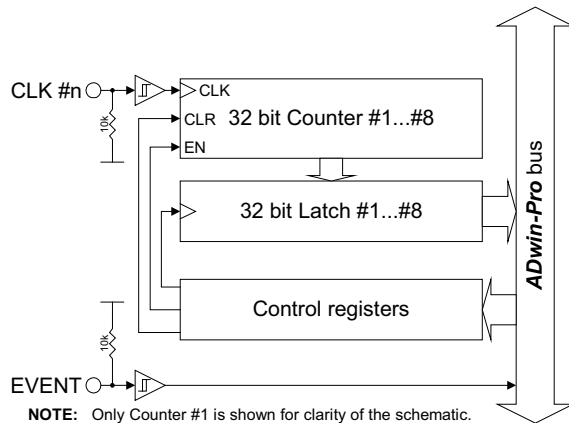 CLK #n
10k
CLK
CLR
EN
32 bit Counter #1...#8
32 bit Latch #1...#8
Control registers
ADwin-Pro bus
10k
EVENT
NOTE: Only Counter #1 is shown for clarity of the schematic.